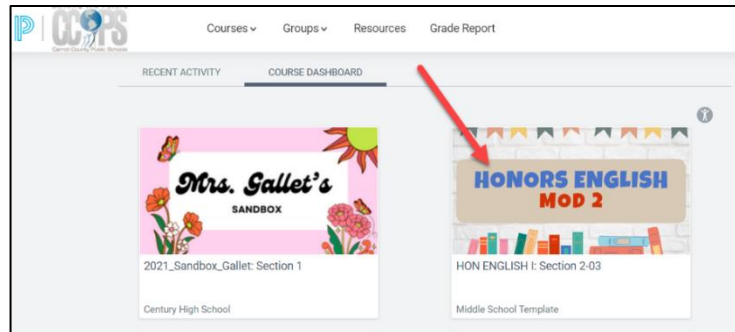 CCPS
Carroll County Public Schools
Courses
Groups
Resources
Grade Report
RECENT ACTIVITY
COURSE DASHBOARD
Mrs. Gallet's
SANDBOX
2021_Sandbox_Gallet: Section 1
Century High School
HONORS ENGLISH
MOD 2
HON ENGLISH I: Section 2-03
Middle School Template